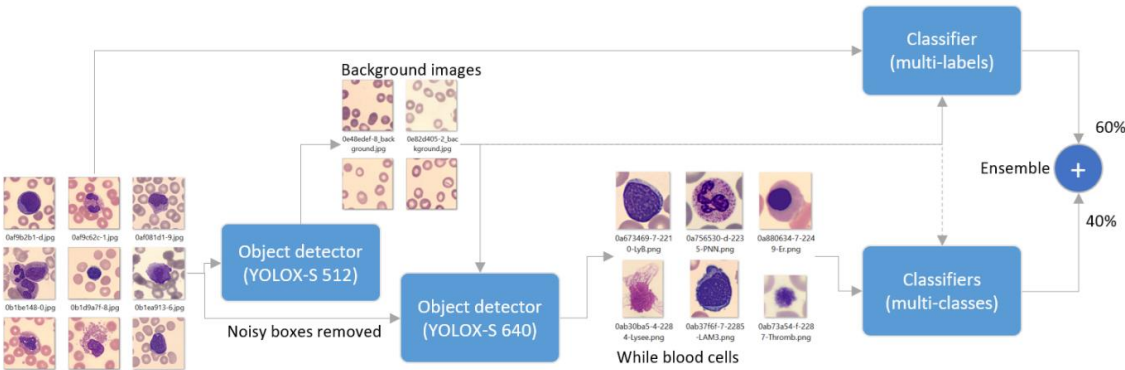 Classifier
(multi-labels)
Background images
0e48edef-8_bac
kground.jpg
0e82d405-2_bac
kground.jpg
60%
Ensemble
+
40%
0af9b2b1-d.jpg
0af9c62c-1.jpg
0af081d1-9.jpg
Object detector
(YOLOX-S 512)
0b1be148-0.jpg
0b1d9a7f-8.jpg
0b1ea913-6.jpg
Noisy boxes removed
Object detector
(YOLOX-S 640)
0a673469-7-221
0-LyB.png
0a756530-d-223
5-PNN.png
0a880634-7-224
9-Er.png
0ab30ba5-4-228
4-Lysee.png
0ab37f6f-7-2285
-LAM3.png
0ab73a54-f-228
7-Thromb.png
While blood cells
Classifiers
(multi-classes)